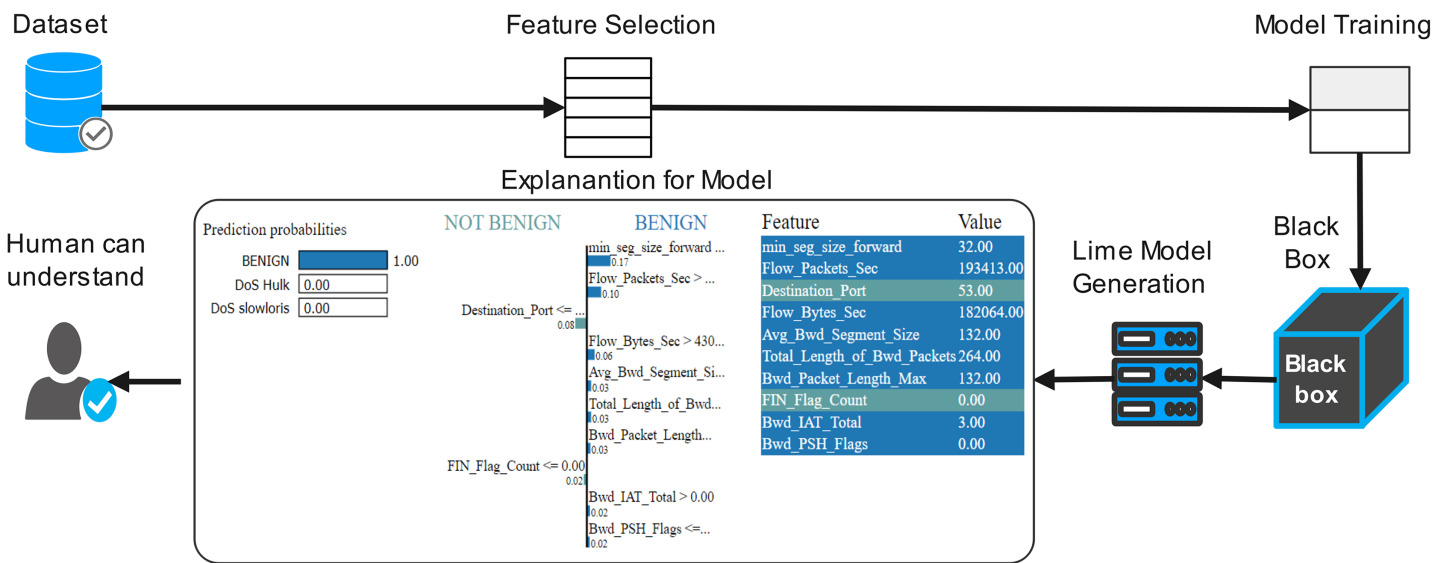 Dataset
Feature Selection
Model Training
Explanantion for Model
Human can
understand
Prediction probabilities
BENIGN 1.00
DoS Hulk 0.00
DoS slowloris 0.00
NOT BENIGN BENIGN
min_seg_size_forward ...
0.17
Flow_Packets_Sec > ...
0.10
Destination_Port <= ...
0.08
Flow_Bytes_Sec > 430...
0.06
Avg_Bwd_Segment_Si...
0.03
Total_Length_of_Bwd...
0.03
Bwd_Packet_Length...
0.03
FIN_Flag_Count <= 0.00
0.02
Bwd_IAT_Total > 0.00
0.02
Bwd_PSH_Flags <=...
0.02
Feature Value
min_seg_size_forward 32.00
Flow_Packets_Sec 193413.00
Destination_Port 53.00
Flow_Bytes_Sec 182064.00
Avg_Bwd_Segment_Size 132.00
Total_Length_of_Bwd_Packets 264.00
Bwd_Packet_Length_Max 132.00
FIN_Flag_Count 0.00
Bwd_IAT_Total 3.00
Bwd_PSH_Flags 0.00
Lime Model
Generation
Black
Box
Black
box